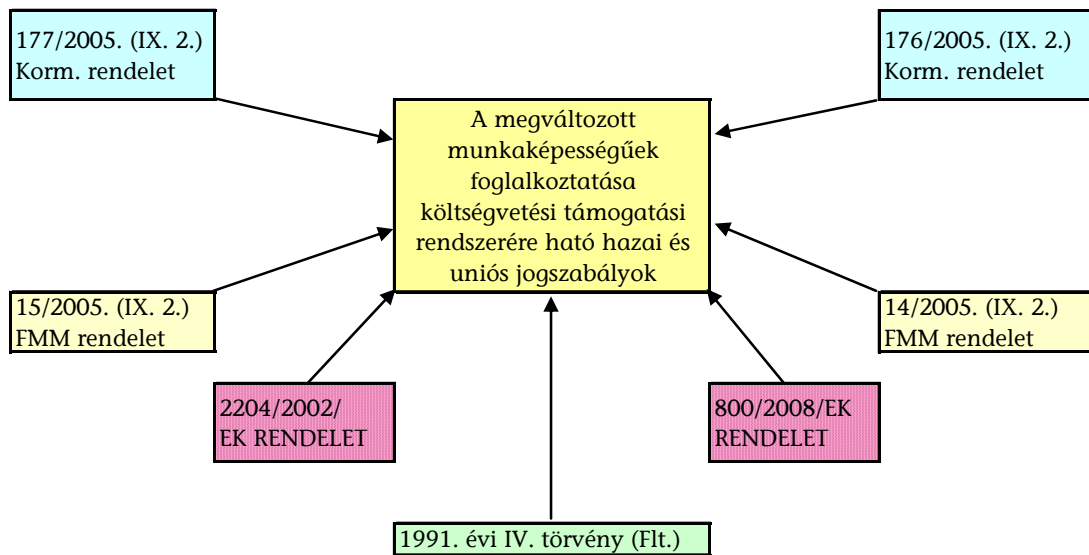 177/2005. (IX. 2.)
Korm. rendelet
176/2005. (IX. 2.)
Korm. rendelet
A megváltozott
munkaképességűek
foglalkoztatása
költségvetési támogatási
rendszerére ható hazai és
uniós jogszabályok
15/2005. (IX. 2.)
FMM rendelet
14/2005. (IX. 2.)
FMM rendelet
2204/2002/
EK RENDELET
800/2008/EK
RENDELET
1991. évi IV. törvény (Flt.)